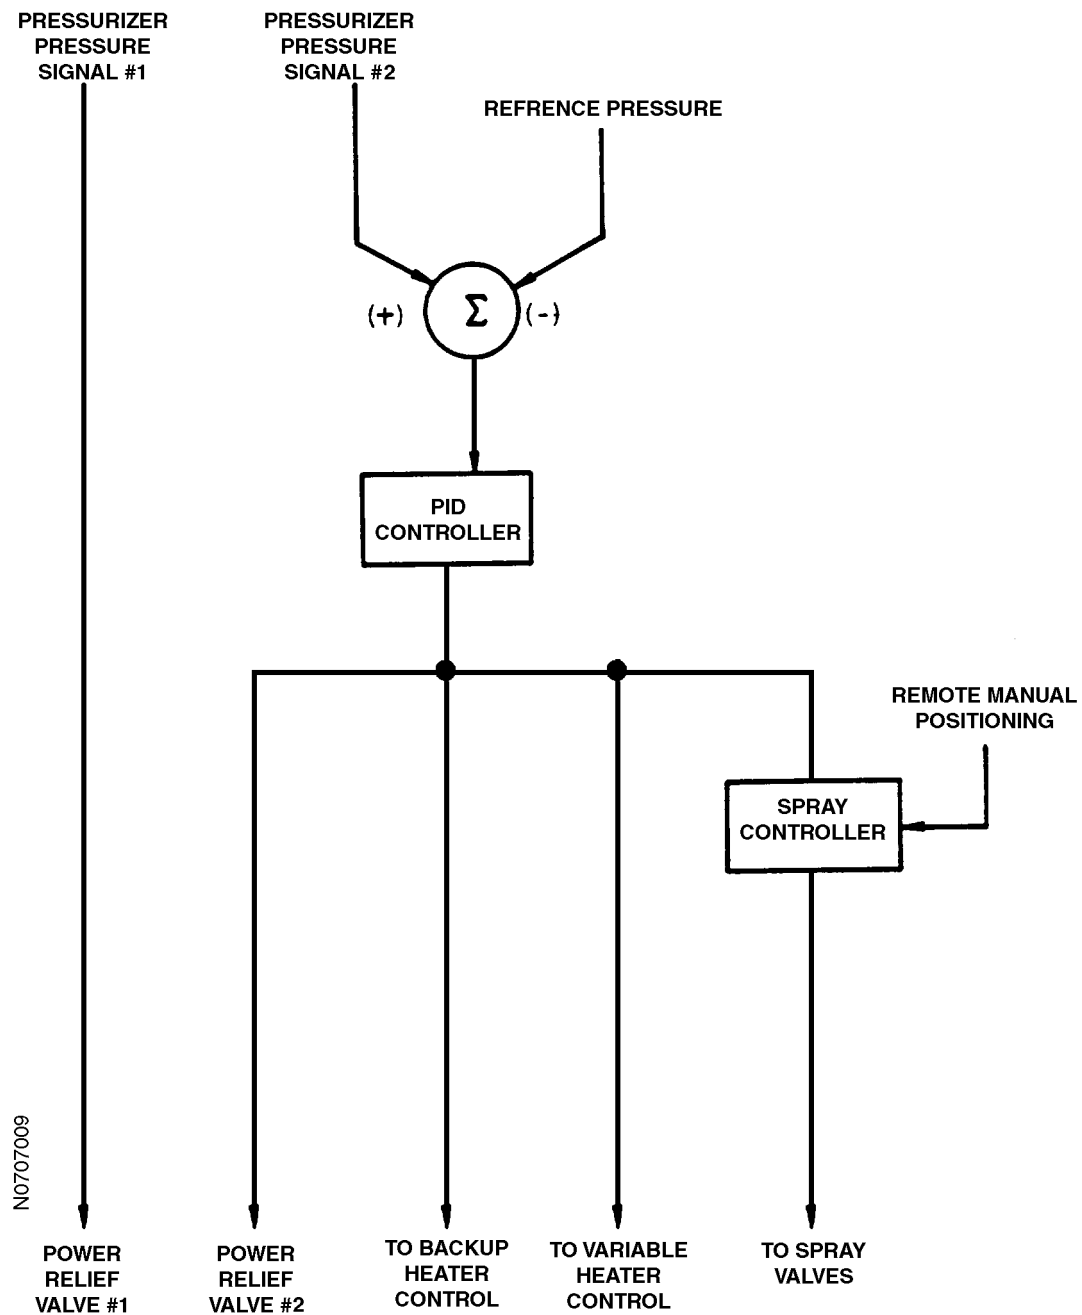 PRESSURIZER
PRESSURE
SIGNAL #1
PRESSURIZER
PRESSURE
SIGNAL #2
REFRENCE PRESSURE
(+)
Σ
(-)
PID
CONTROLLER
REMOTE MANUAL
POSITIONING
SPRAY
CONTROLLER
N0707009
POWER
RELIEF
VALVE #1
POWER
RELIEF
VALVE #2
TO BACKUP
HEATER
CONTROL
TO VARIABLE
HEATER
CONTROL
TO SPRAY
VALVES